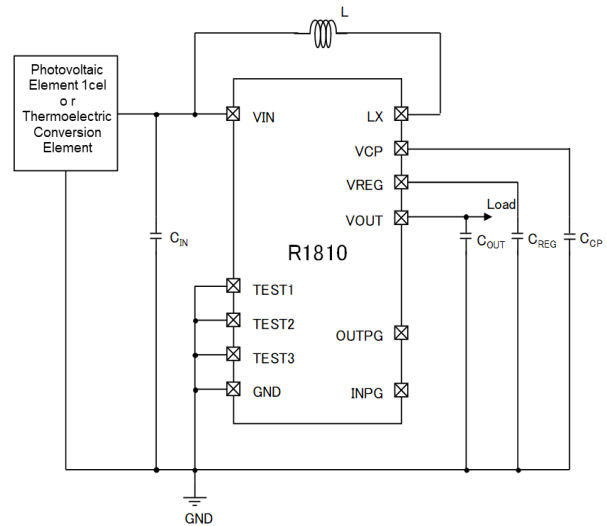 L
Photovoltaic
Element 1cel
o r
Thermoelectric
Conversion
Element
VIN
LX
VCP
VREG
VOUT
Load
CIN
R1810
COUT
CREG
CCP
TEST1
TEST2
TEST3
GND
OUTPG
INPG
GND